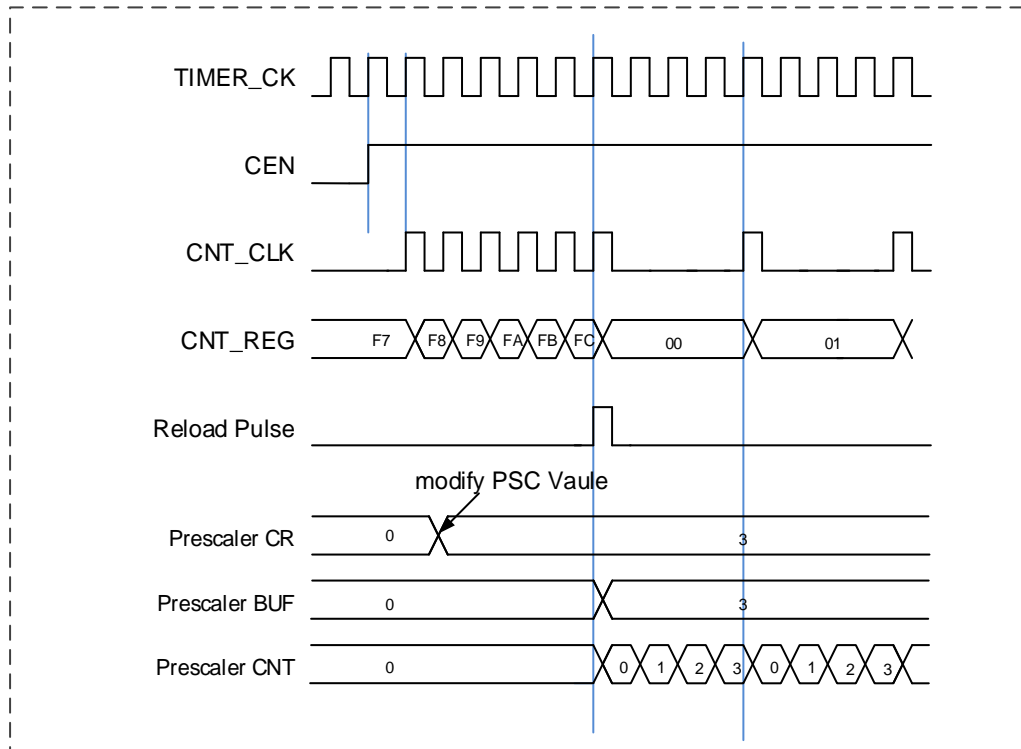 TIMER_CK
CEN
CNT_CLK
CNT_REG F7 F8 F9 FA FB FC 00 01
Reload Pulse
modify PSC Vaule
Prescaler CR 0 3
Prescaler BUF 0 3
Prescaler CNT 0 0 1 2 3 0 1 2 3